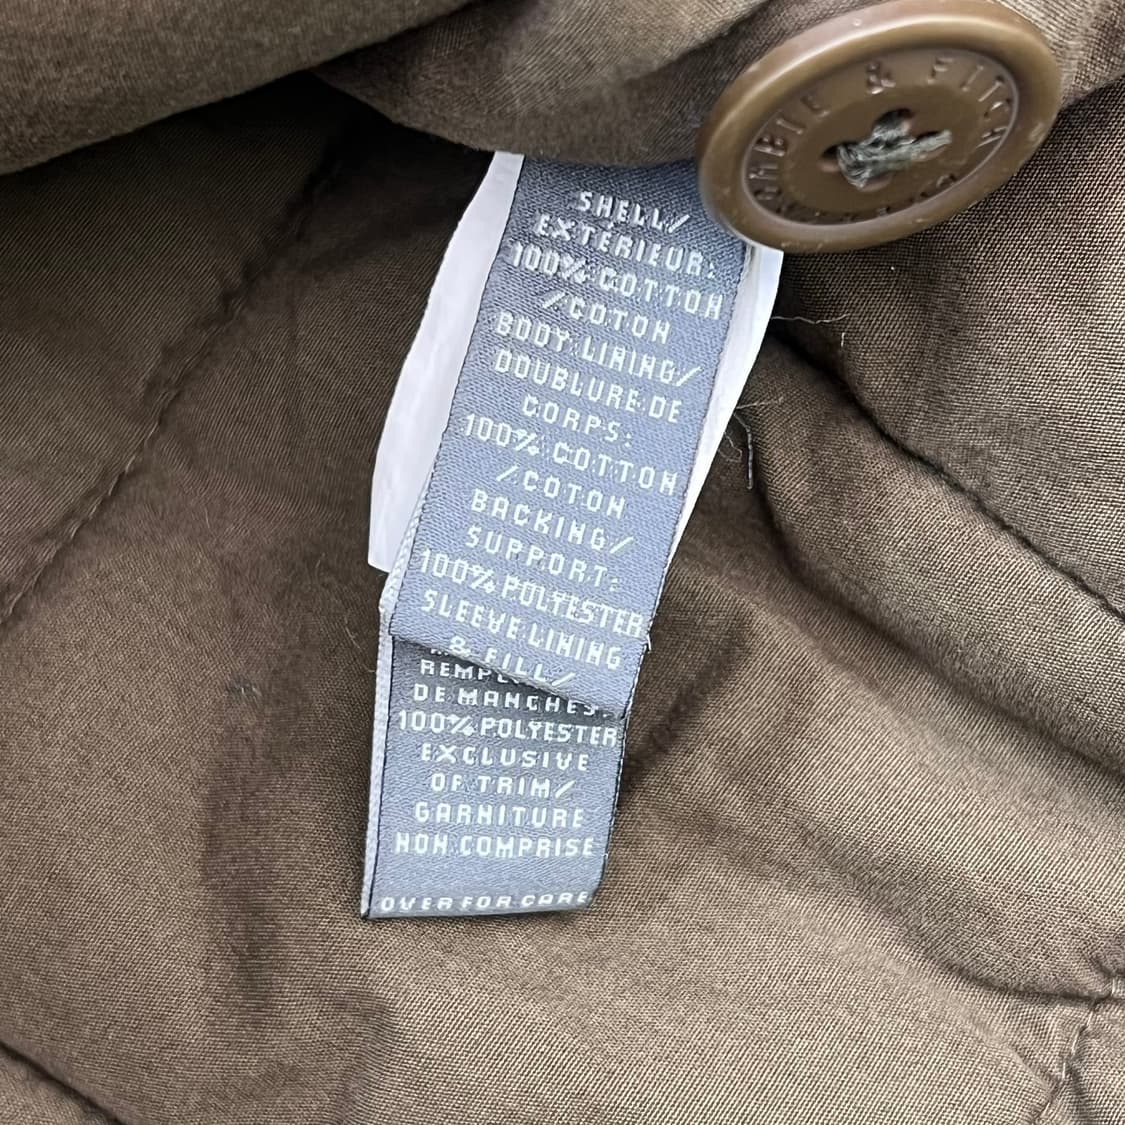 & FITCH
SHELL/
EXTÉRIEUR:
100% COTTON
/COTON
BODY LINING/
DOUBLURE DE
CORPS:
100% COTTON
/COTON
BACKING/
SUPPORT:
100% POLYESTER
SLEEVE LINING
& FILL/
DE MANCHES:
100% POLYESTER
EXCLUSIVE
OF TRIM/
GARNITURE
NON COMPRISE
OVER FOR CARE